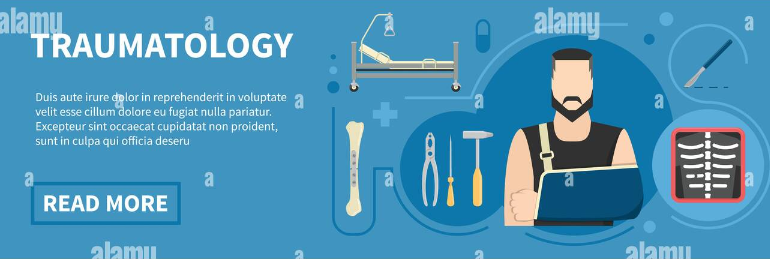 alamy
alamy
a
TRAUMATOLOGY
a
a
Duis aute irure dolor in reprehenderit in voluptate
velit esse cillum dolore eu fugiat nulla pariatur.
Excepteur sint occaecat cupidatat non proident,
sunt in culpa qui officia deseru
a
a
a
a
a
a
a
READ MORE
alamy
a
alamy
a